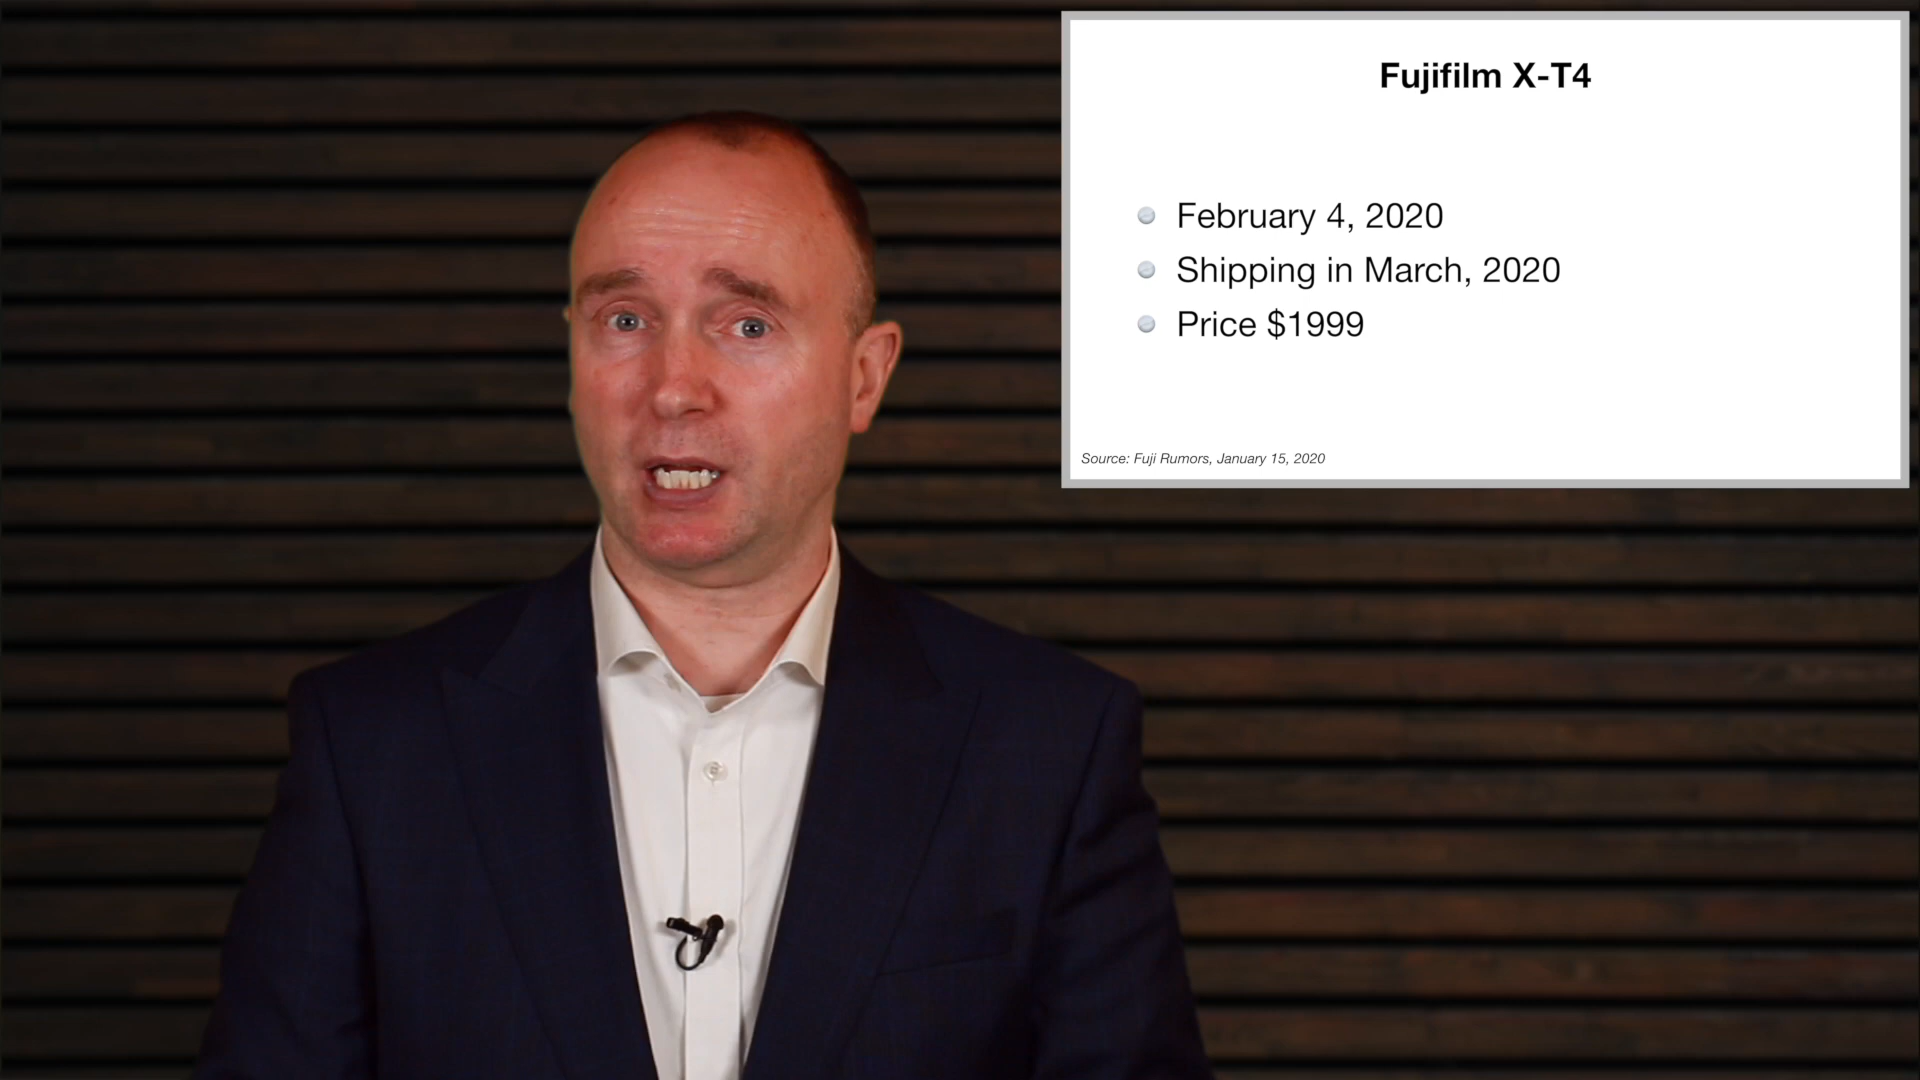 Fujifilm X-T4
February 4, 2020
Shipping in March, 2020
Price $1999
Source: Fuji Rumors, January 15, 2020